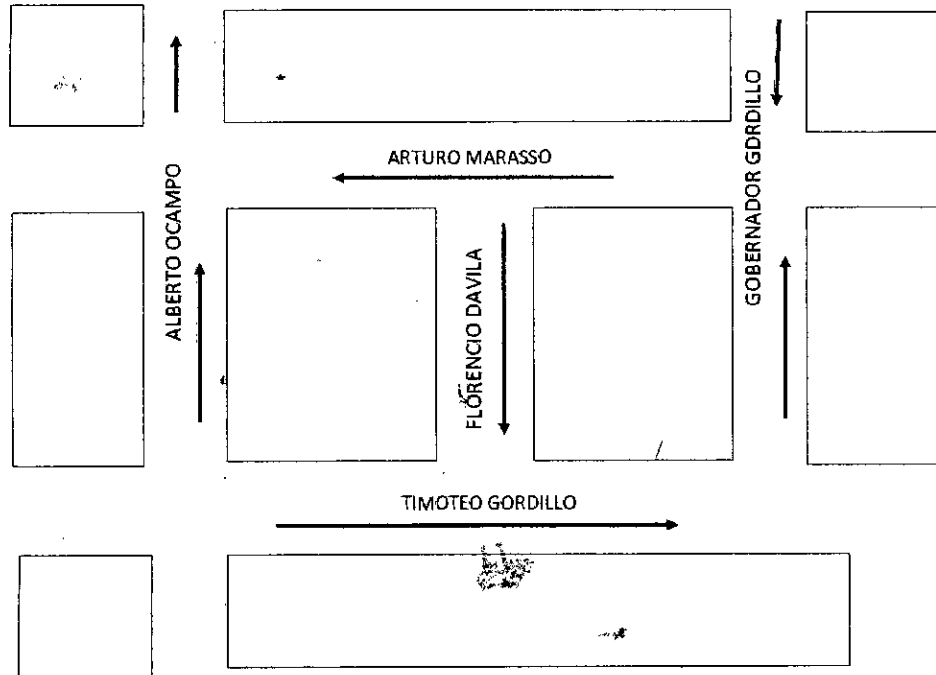 ARTURO MARASSO
ALBERTO OCAMPO
FLORENCIO DAVILA
GOBERNADOR GORDILLO
TIMOTEO GORDILLO